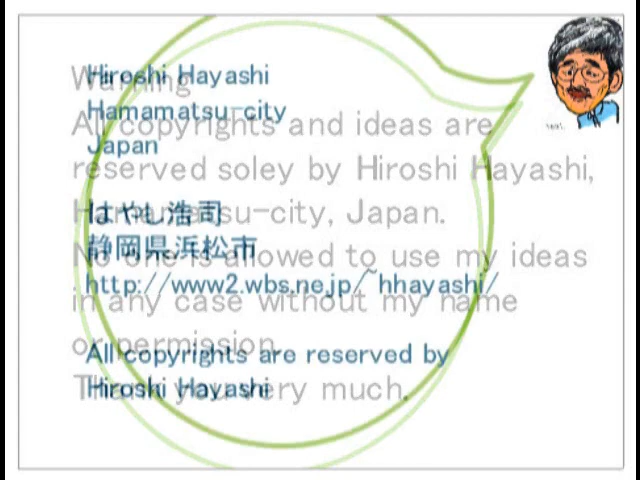 Warning
All copyrights and ideas are
reserved soley by Hiroshi Hayashi,
Hamamatsu-city, Japan.
No one is allowed to use my ideas
in any case without my name
or permission.
Thank you very much.
Hiroshi Hayashi
Hamamatsu-city
Japan
はやし浩司
静岡県浜松市
http://www2.wbs.ne.jp/~hhayashi/
All copyrights are reserved by
Hiroshi Hayashi